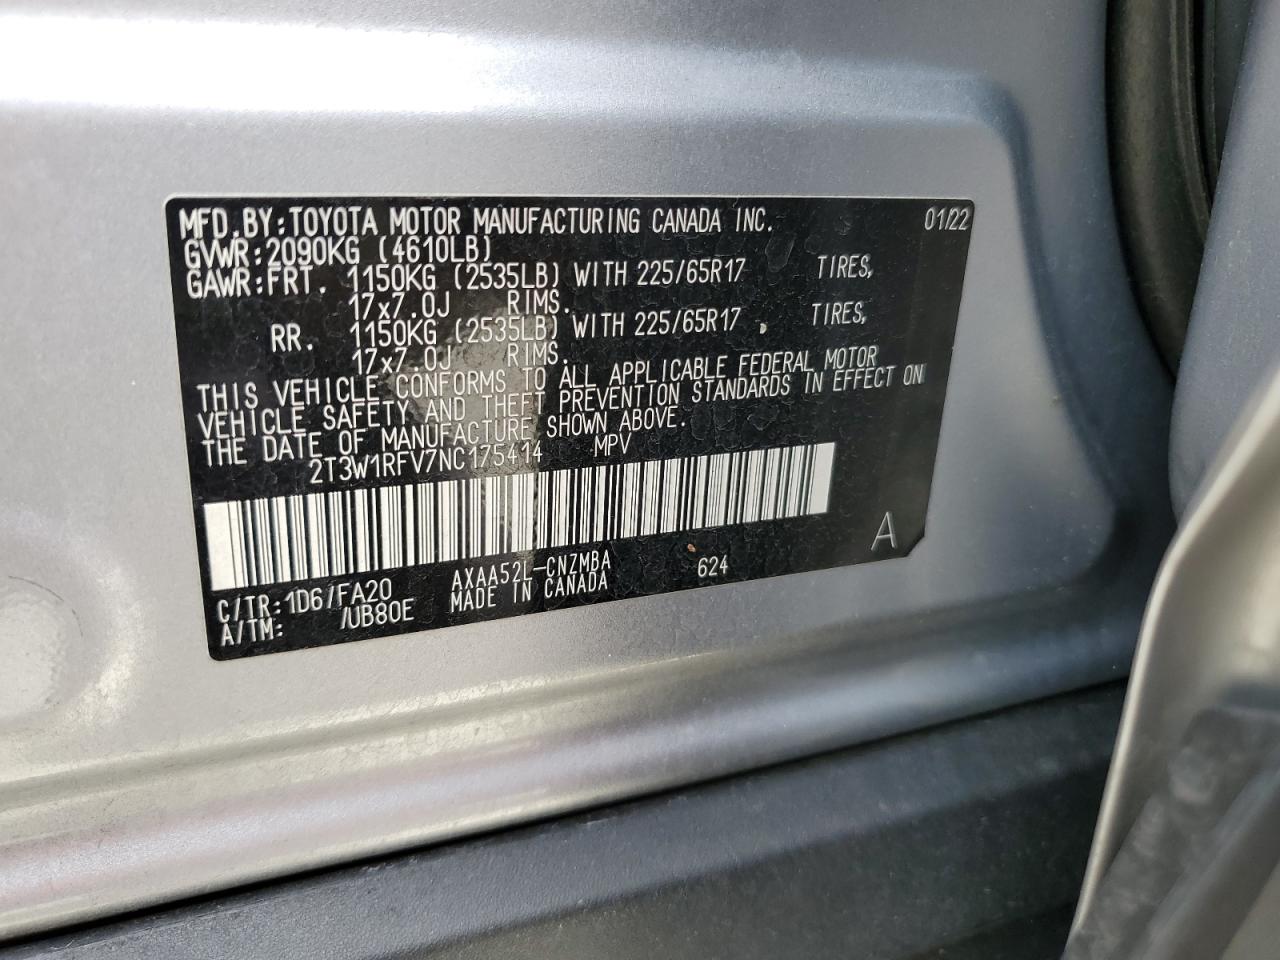 MFD.BY:TOYOTA MOTOR MANUFACTURING CANADA INC. 01/22
GVWR:2090KG (4610LB)
GAWR:FRT. 1150KG (2535LB) WITH 225/65R17 TIRES,
17x7.0J RIMS.
RR. 1150KG (2535LB) WITH 225/65R17 TIRES,
17x7.0J RIMS.
THIS VEHICLE CONFORMS TO ALL APPLICABLE FEDERAL MOTOR
VEHICLE SAFETY AND THEFT PREVENTION STANDARDS IN EFFECT ON
THE DATE OF MANUFACTURE SHOWN ABOVE.
2T3W1RFV7NC175414 MPV
A
C/TR:1D6/FA20 AXAA52L-CNZMBA 624
A/TM: /UB80E MADE IN CANADA